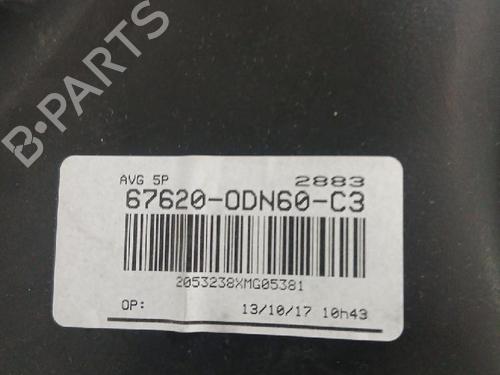 B-PARTS
AVG 5P 2883
67620-0DN60-C3
2053238XMG05381
OP: 13/10/17 10h43